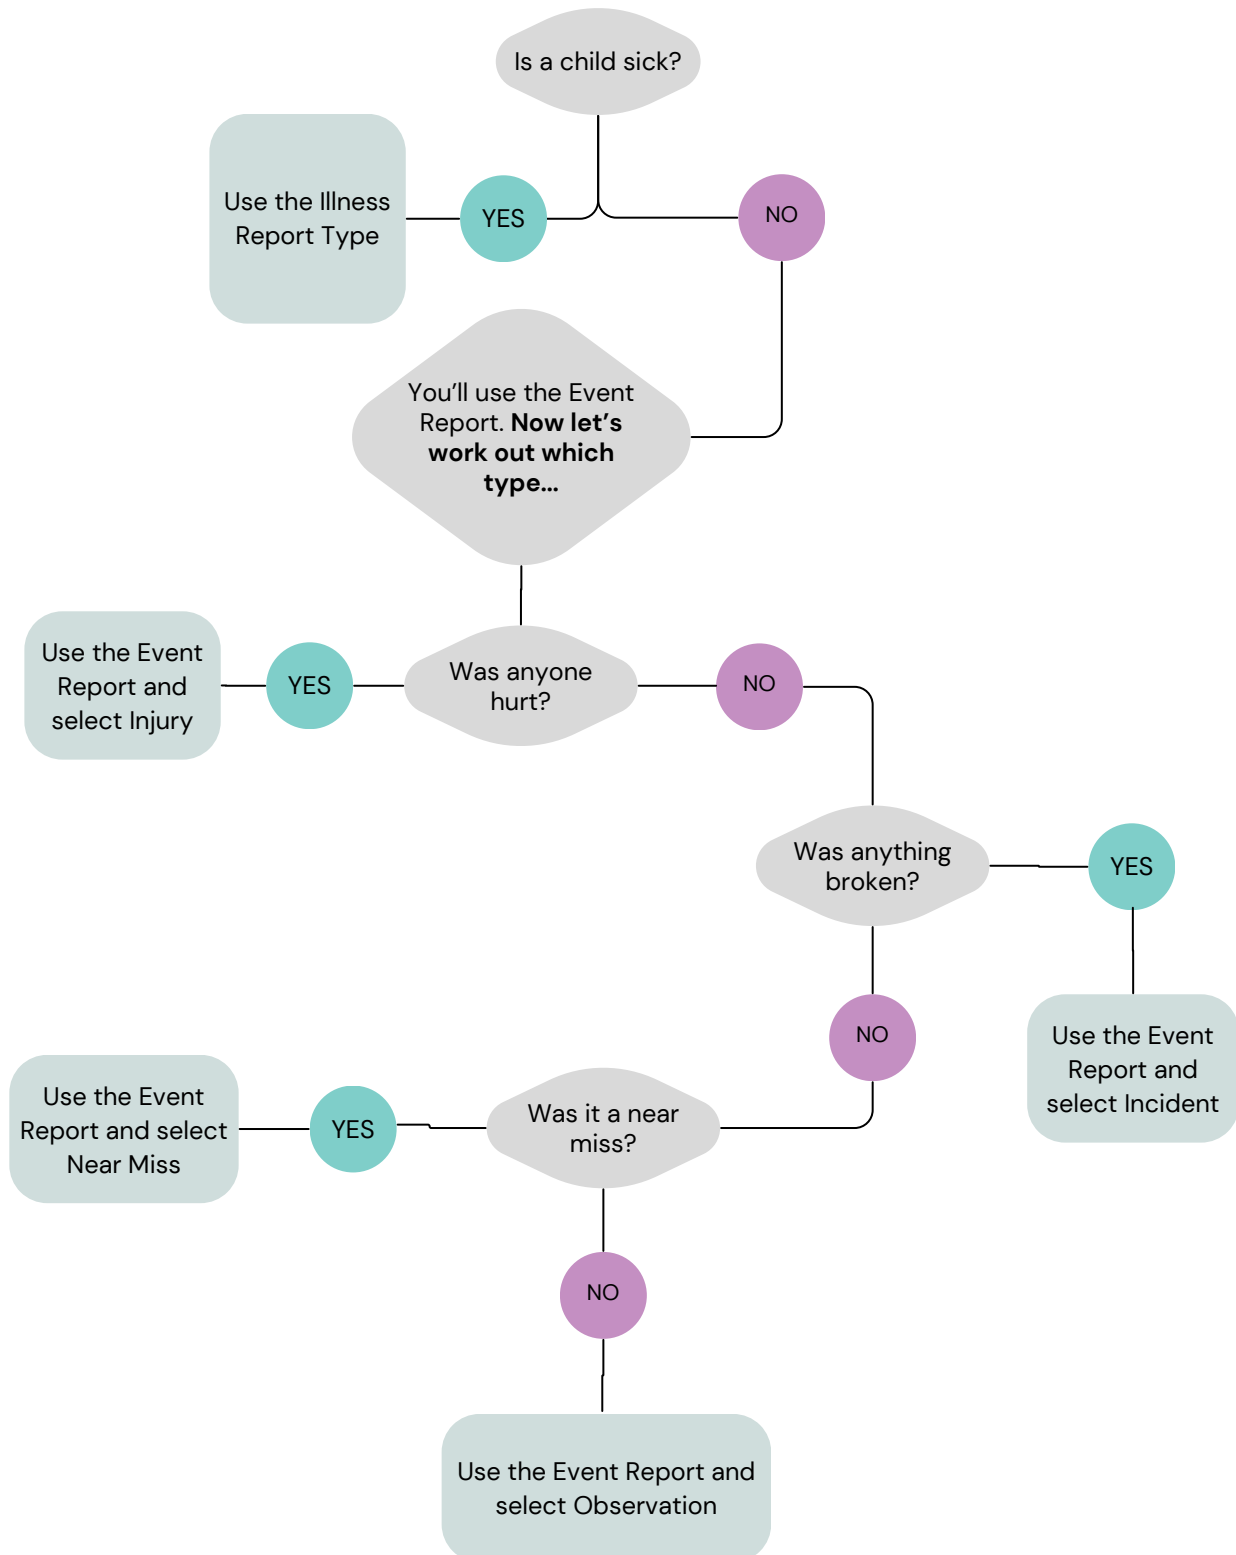 Is a child sick?
Use the Illness
Report Type
YES
NO
You’ll use the Event
Report. Now let’s
work out which
type...
Use the Event
Report and
select Injury
YES
Was anyone
hurt?
NO
Was anything
broken?
YES
NO
Use the Event
Report and
select Incident
Use the Event
Report and select
Near Miss
YES
Was it a near
miss?
NO
Use the Event Report and
select Observation